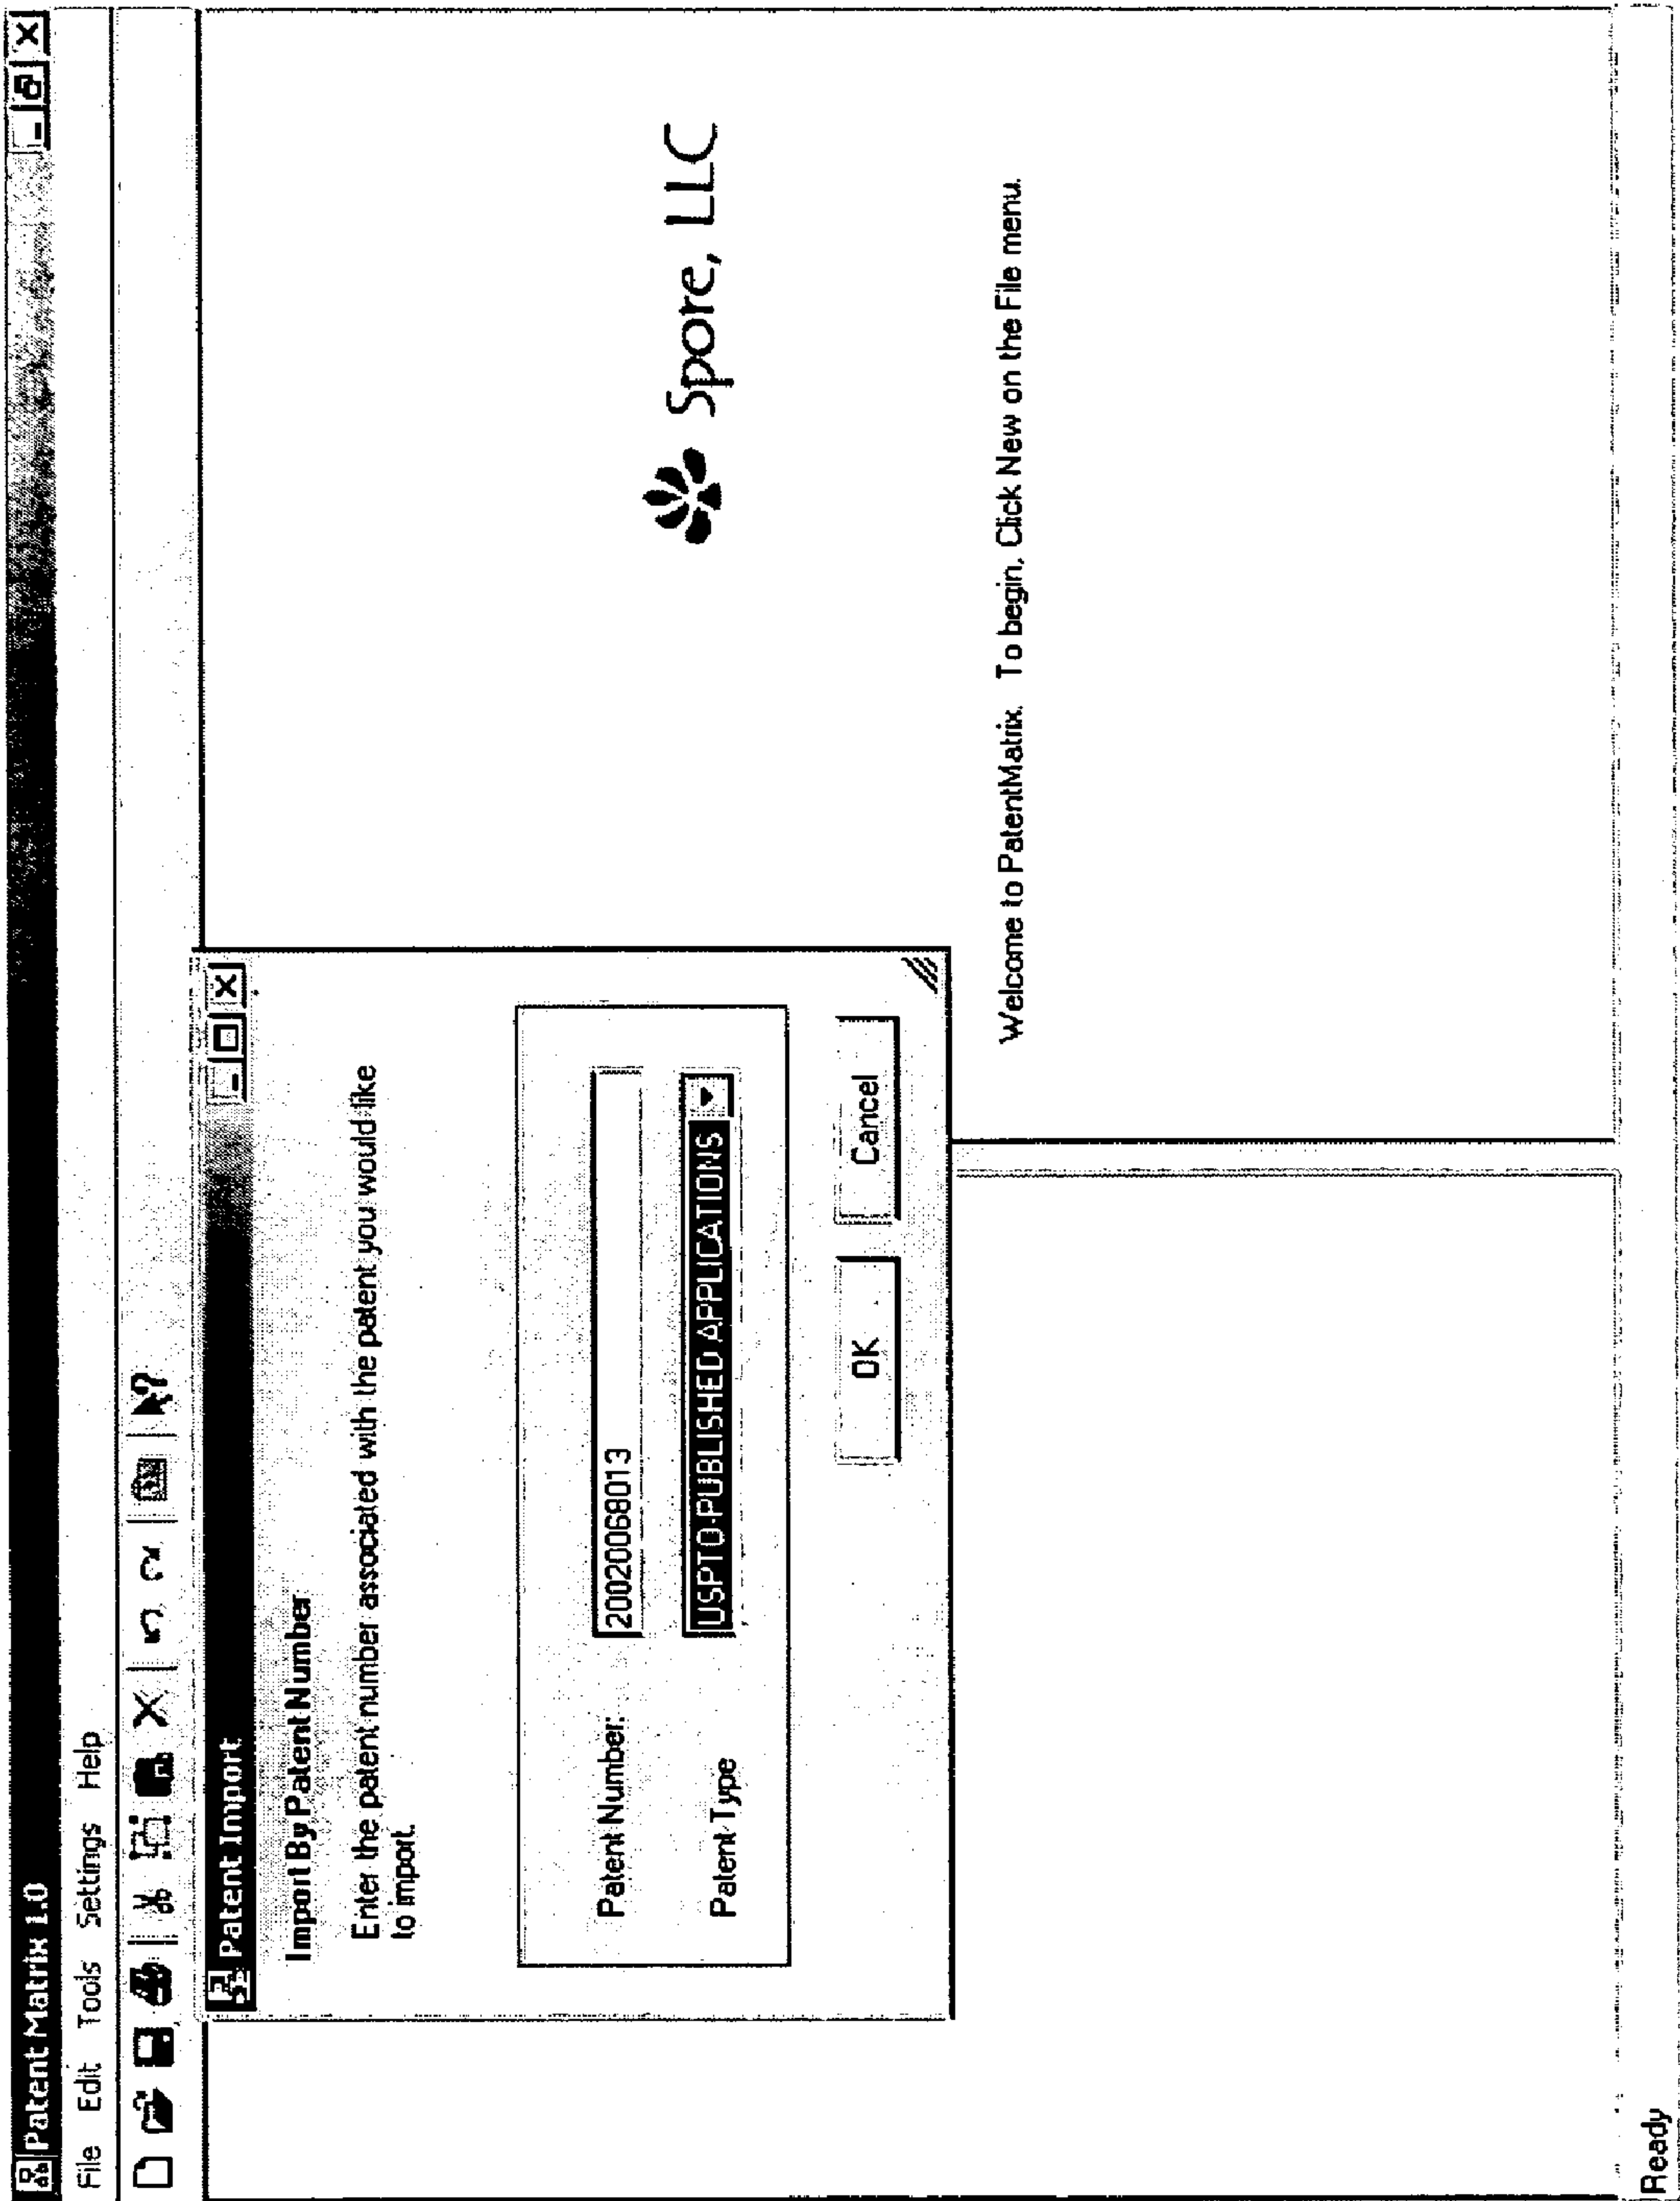 Patent Matrix 1.0
File Edit Tools Settings Help
Patent Import
Import By Patent Number
Enter the patent number associated with the patent you would like
to import.
Patent Number:
20020068013
Patent Type
USPTO-PUBLISHED APPLICATIONS
OK
Cancel
Spore, LLC
Welcome to PatentMatrix. To begin, Click New on the File menu.
Ready